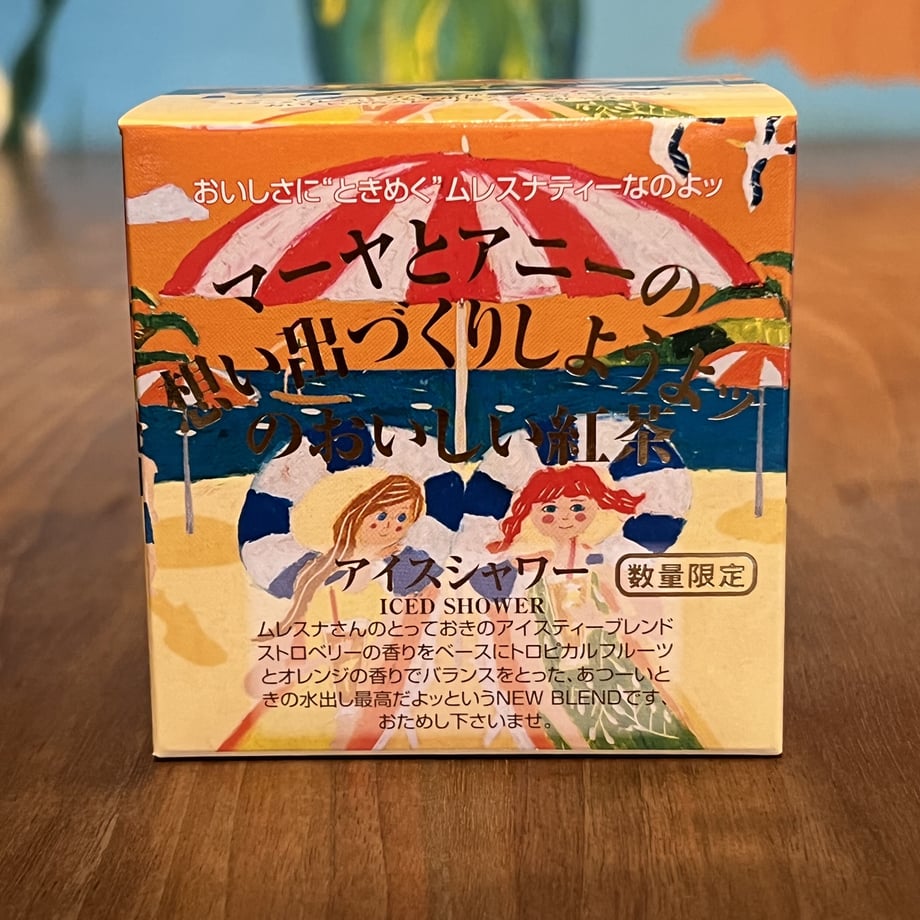 おいしさに“ときめく”ムレスナティーなのよッ
マーヤとアニーの
想い出づくりしようよッ
のおいしい紅茶
アイスシャワー
数量限定
ICED SHOWER
ムレスナさんのとっておきのアイスティーブレンド
ストロベリーの香りをベースにトロピカルフルーツ
とオレンジの香りでバランスをとった、あつーいと
きの水出し最高だよッというNEW BLENDです、
おためし下さいませ。